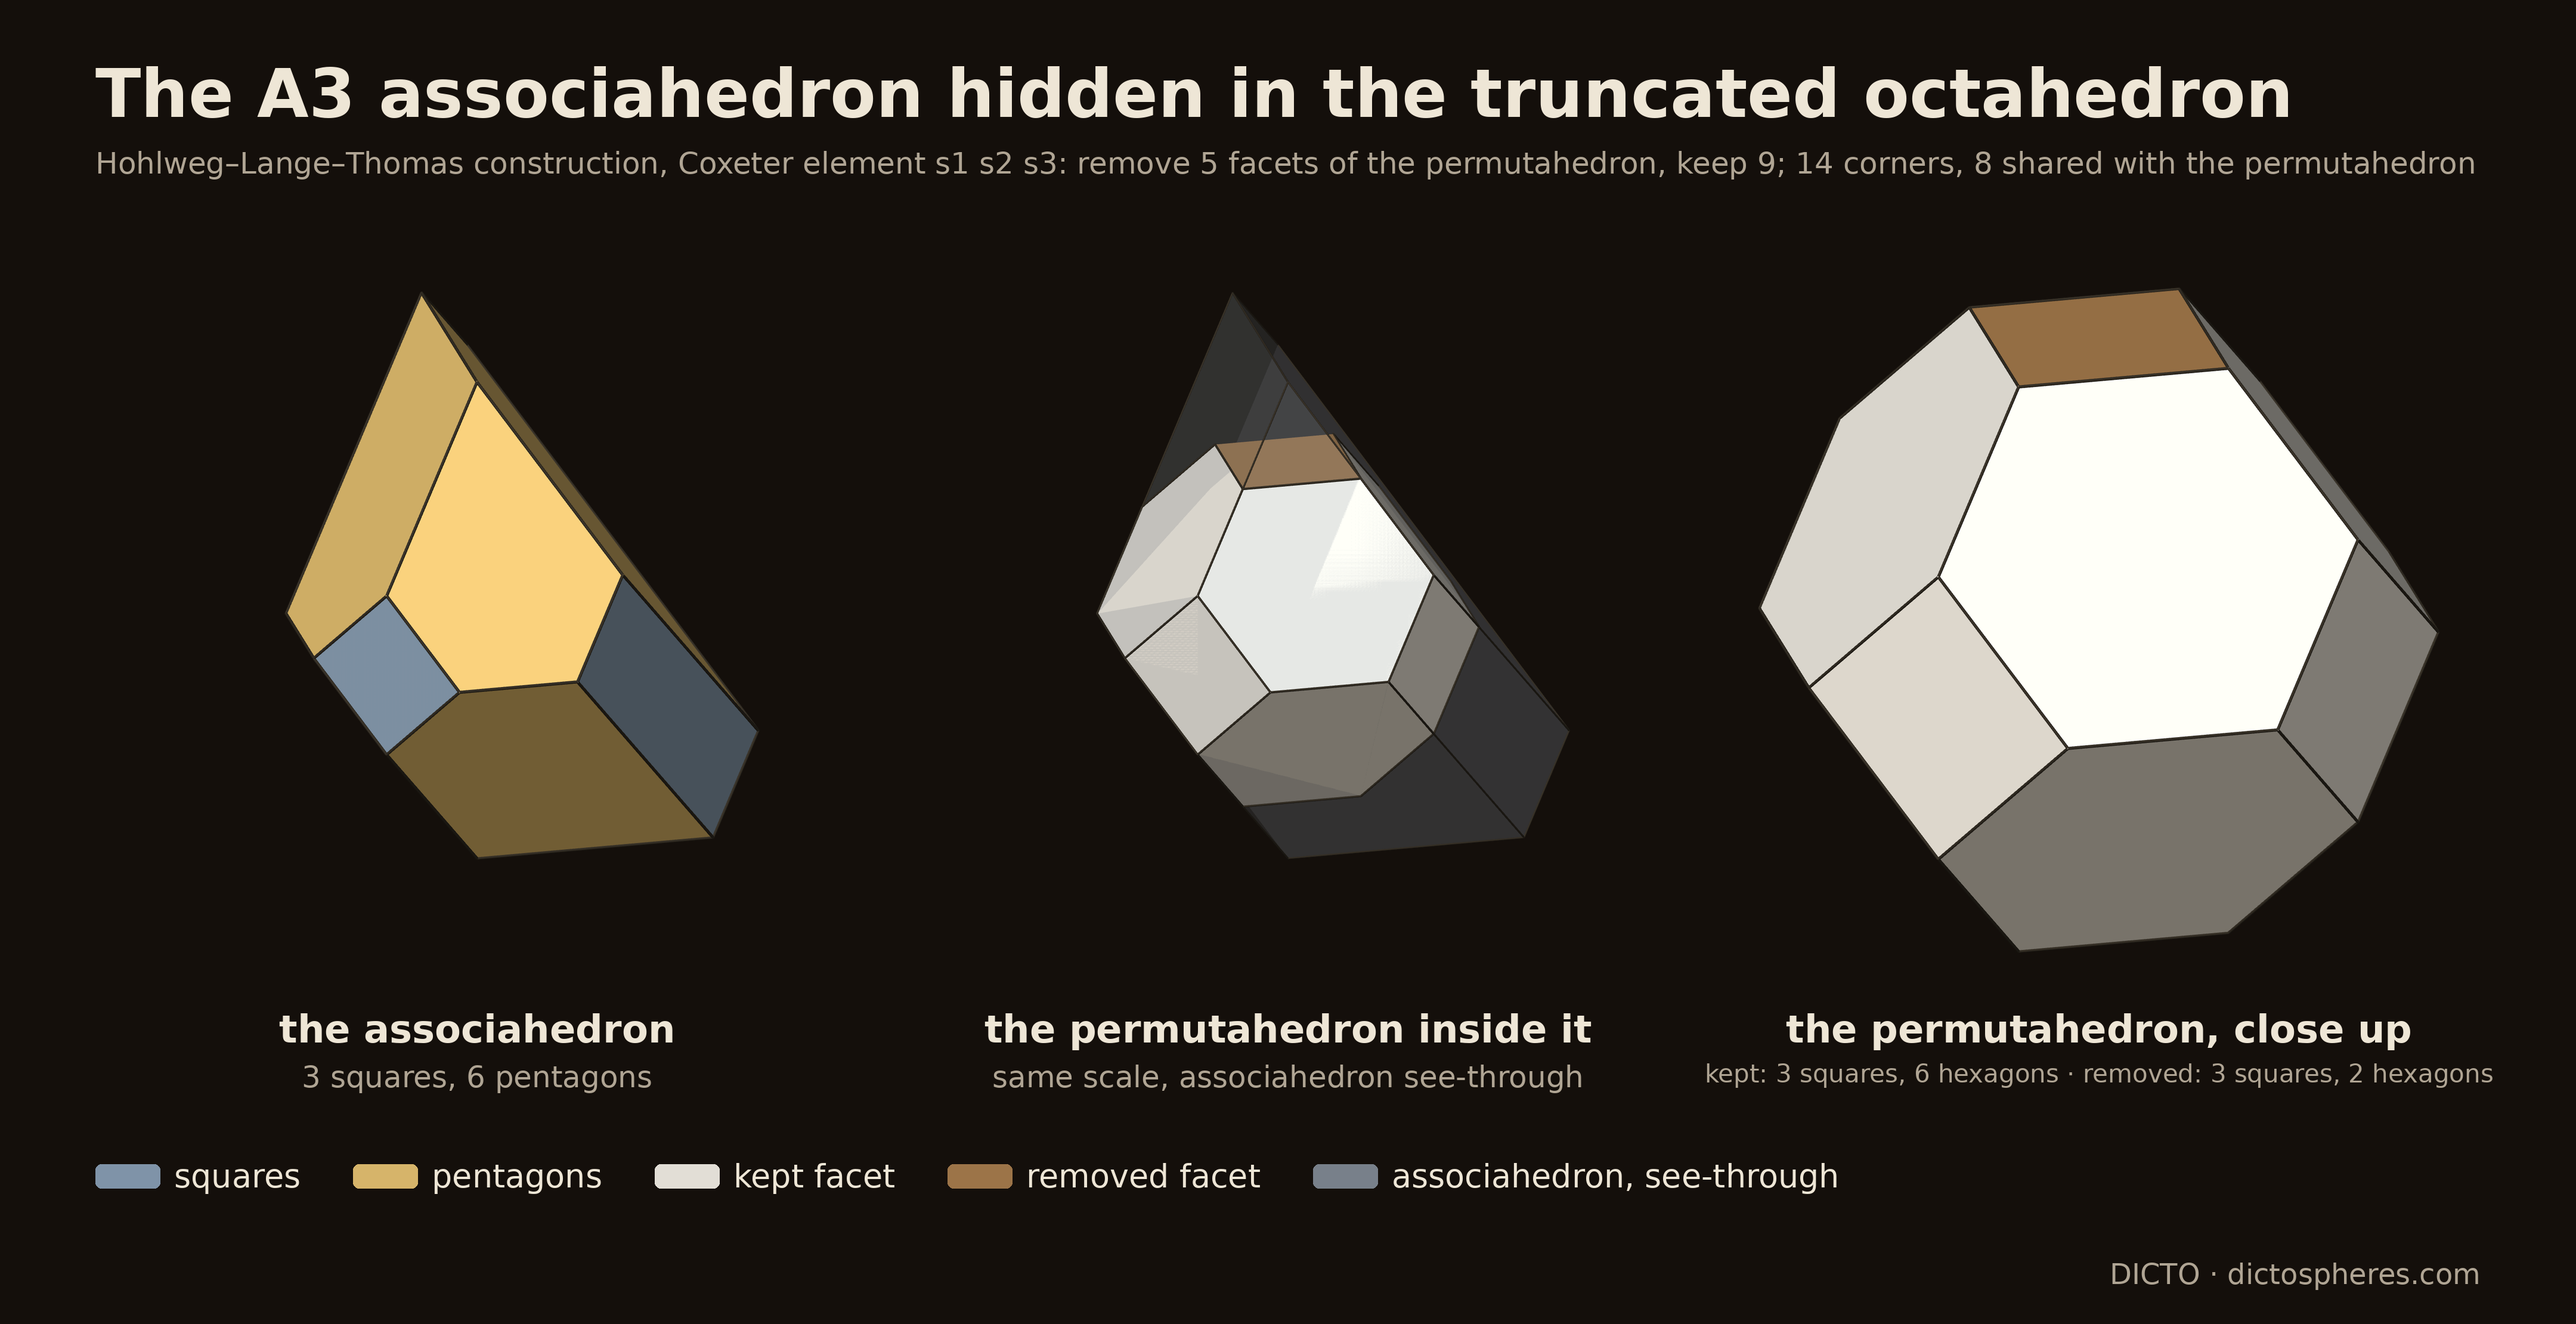 The A3 associahedron hidden in the truncated octahedron
Hohlweg–Lange–Thomas construction, Coxeter element s1 s2 s3: remove 5 facets of the permutahedron, keep 9; 14 corners, 8 shared with the permutahedron
the associahedron
3 squares, 6 pentagons
the permutahedron inside it
same scale, associahedron see-through
the permutahedron, close up
kept: 3 squares, 6 hexagons · removed: 3 squares, 2 hexagons
squares
pentagons
kept facet
removed facet
associahedron, see-through
DICTO · dictospheres.com